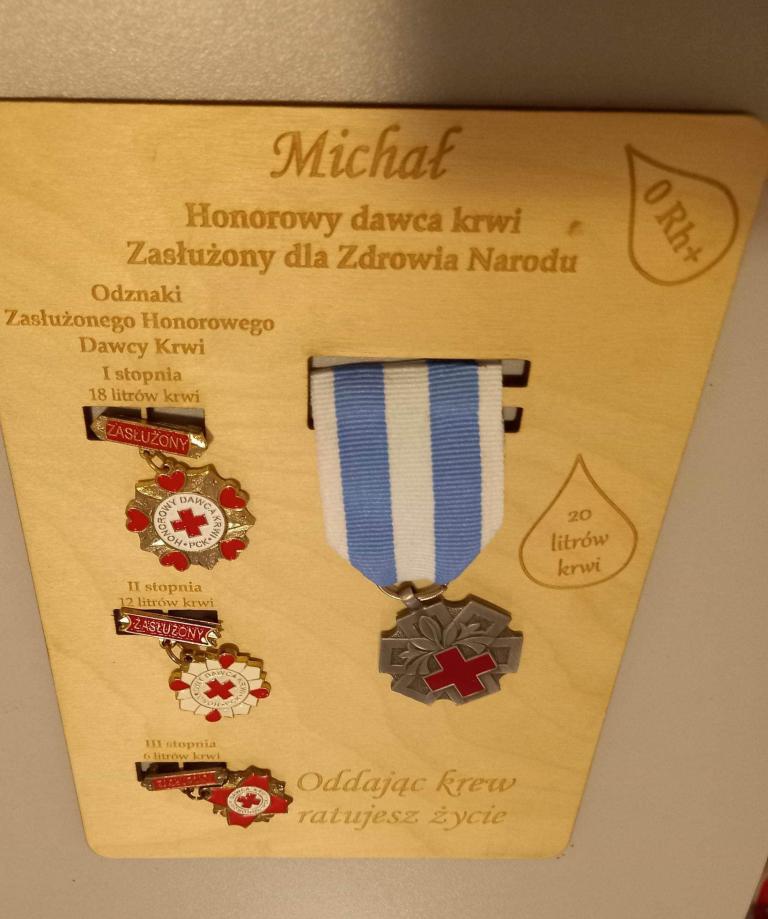 Michał
0 Rh+
Honorowy dawca krwi
Zasłużony dla Zdrowia Narodu
Odznaki
Zasłużonego Honorowego
Dawcy Krwi
I stopnia
18 litrów krwi
ZASŁUŻONY
HONOROWY DAWCA KRWI • PCK •
20
litrów
krwi
II stopnia
12 litrów krwi
ZASŁUŻONY
DAWCA KRWI
III stopnia
6 litrów krwi
Oddając krew
ratujesz życie